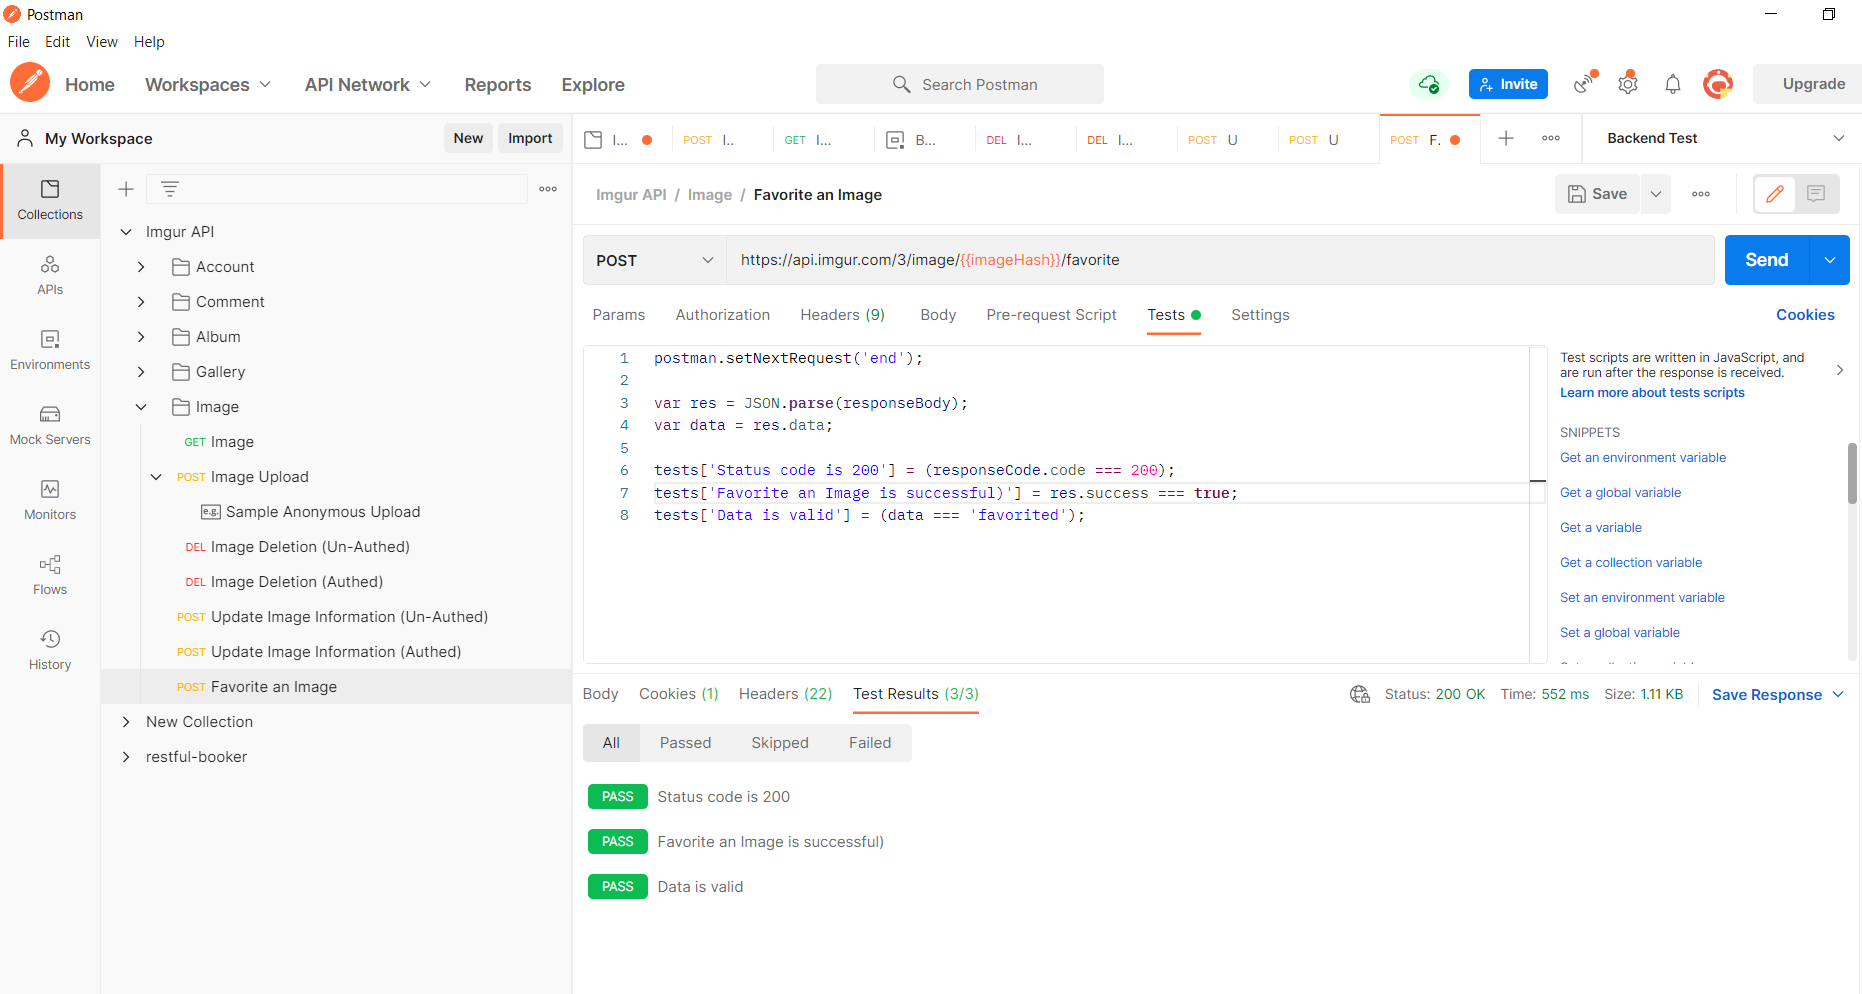 Postman
File Edit View Help
Home Workspaces API Network Reports Explore Search Postman Invite Upgrade
My Workspace New Import
I... POST I.. GET I... B... DEL I... DEL I... POST U POST U POST F. Backend Test
Collections
APIs
Environments
Mock Servers
Monitors
Flows
History
Imgur API
Account
Comment
Album
Gallery
Image
GET Image
POST Image Upload
e.g. Sample Anonymous Upload
DEL Image Deletion (Un-Authed)
DEL Image Deletion (Authed)
POST Update Image Information (Un-Authed)
POST Update Image Information (Authed)
POST Favorite an Image
New Collection
restful-booker
Imgur API / Image / Favorite an Image Save
POST https://api.imgur.com/3/image/{{imageHash}}/favorite Send
Params Authorization Headers (9) Body Pre-request Script Tests Settings Cookies
1 postman.setNextRequest('end');
2
3 var res = JSON.parse(responseBody);
4 var data = res.data;
5
6 tests['Status code is 200'] = (responseCode.code === 200);
7 tests['Favorite an Image is successful)'] = res.success === true;
8 tests['Data is valid'] = (data === 'favorited');
Test scripts are written in JavaScript, and
are run after the response is received.
Learn more about tests scripts
SNIPPETS
Get an environment variable
Get a global variable
Get a variable
Get a collection variable
Set an environment variable
Set a global variable
Body Cookies (1) Headers (22) Test Results (3/3) Status: 200 OK Time: 552 ms Size: 1.11 KB Save Response
All Passed Skipped Failed
PASS Status code is 200
PASS Favorite an Image is successful)
PASS Data is valid